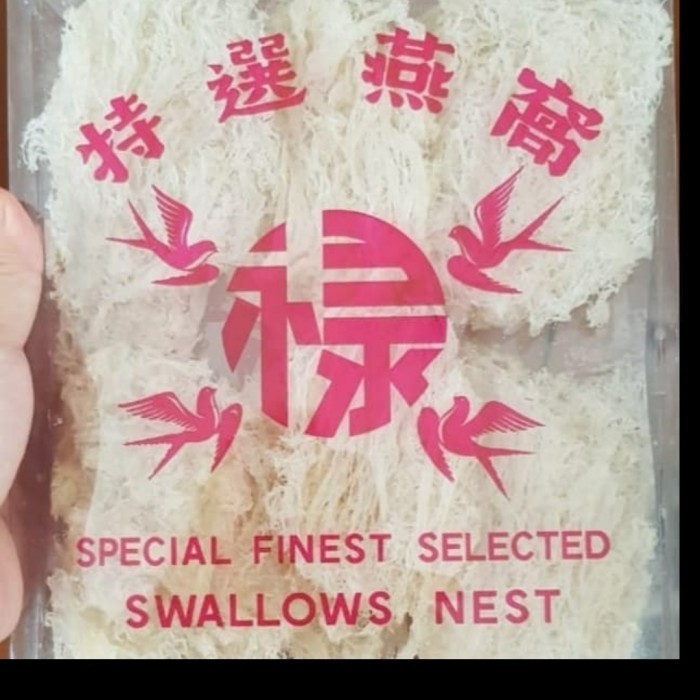 特選燕窩
禄
SPECIAL FINEST SELECTED
SWALLOWS NEST